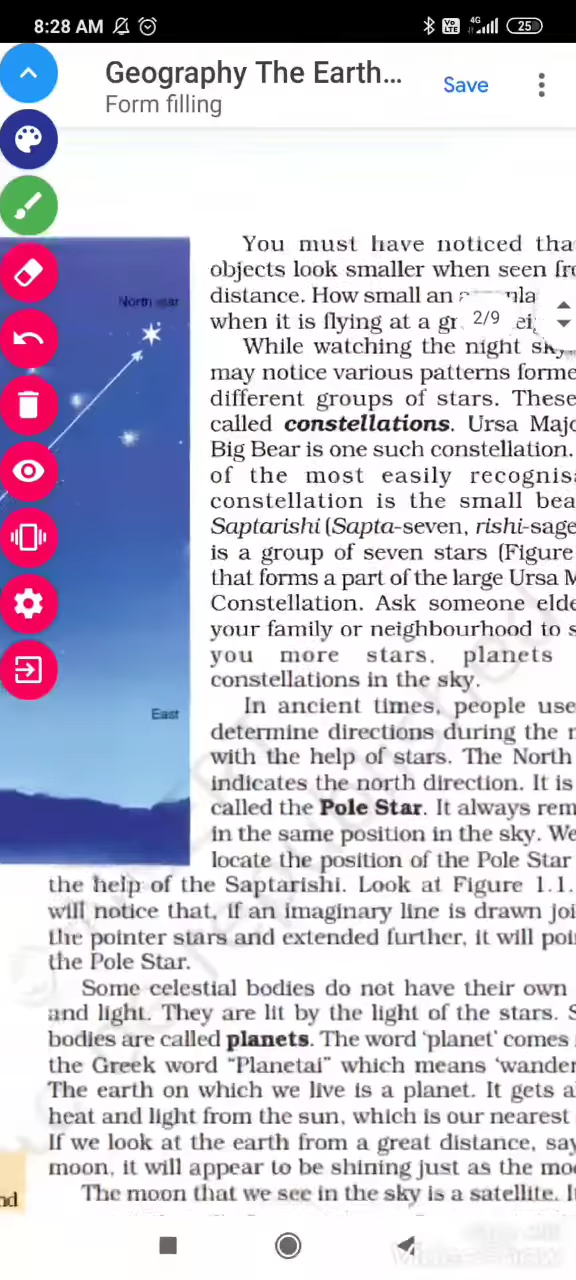 8:28 AM
Vo LTE 4G 25
Geography The Earth...
Form filling
Save
North star
East
You must have noticed tha
objects look smaller when seen fr
distance. How small an
when it is flying at a gr
2/9
While watching the night sky
may notice various patterns forme
different groups of stars. These
called constellations. Ursa Majo
Big Bear is one such constellation.
of the most easily recognisa
constellation is the small bea
Saptarishi (Sapta-seven, rishi-sage
is a group of seven stars (Figure
that forms a part of the large Ursa M
Constellation. Ask someone elde
your family or neighbourhood to s
you more stars, planets
constellations in the sky.
In ancient times, people use
determine directions during the n
with the help of stars. The North
indicates the north direction. It is
called the Pole Star. It always rem
in the same position in the sky. We
locate the position of the Pole Star
the help of the Saptarishi. Look at Figure 1.1.
will notice that, if an imaginary line is drawn joi
the pointer stars and extended further, it will poi
the Pole Star.
Some celestial bodies do not have their own
and light. They are lit by the light of the stars. S
bodies are called planets. The word ‘planet’ comes
the Greek word “Planetai” which means ‘wander
The earth on which we live is a planet. It gets a
heat and light from the sun, which is our nearest
If we look at the earth from a great distance, say
moon, it will appear to be shining just as the mo
nd
The moon that we see in the sky is a satellite. I